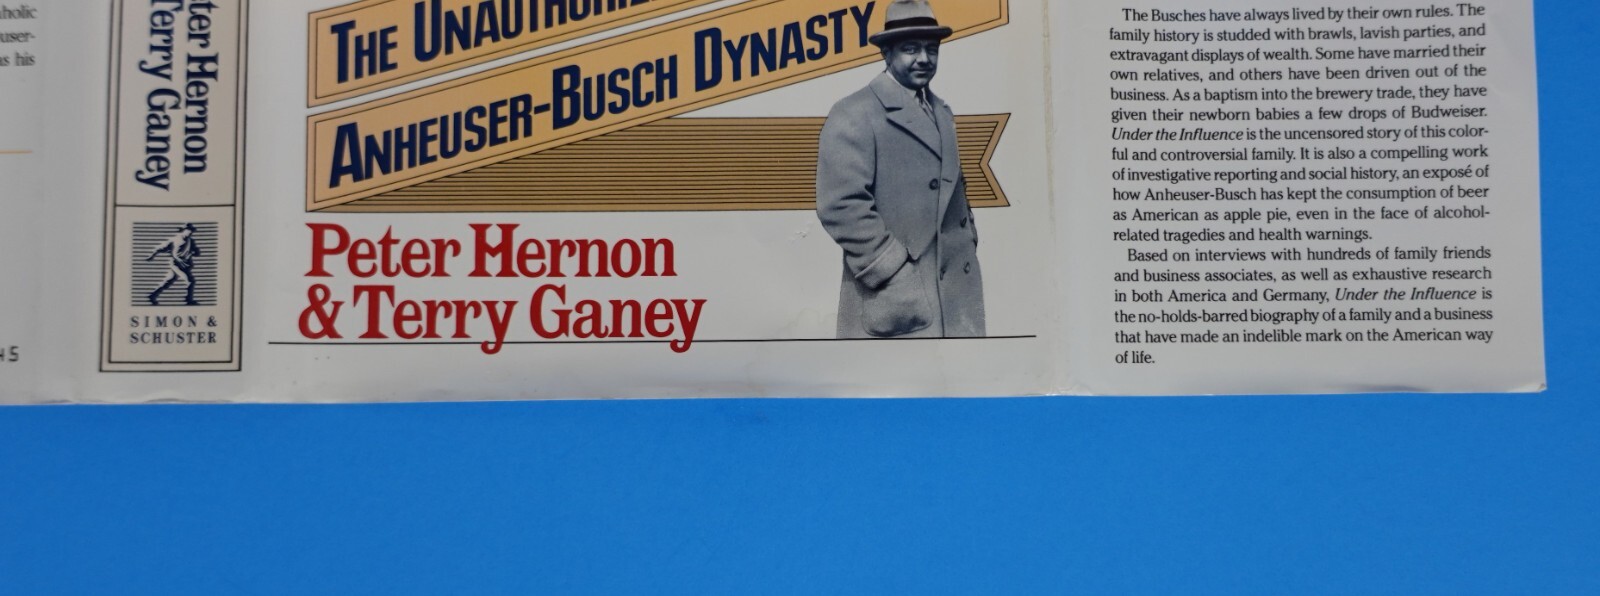 holic
user-
s his
45
ter Hernon
Terry Ganey
SIMON &
SCHUSTER
THE UNAUTHORIZ
ANHEUSER-BUSCH DYNASTY
Peter Hernon
& Terry Ganey
The Busches have always lived by their own rules. The
family history is studded with brawls, lavish parties, and
extravagant displays of wealth. Some have married their
own relatives, and others have been driven out of the
business. As a baptism into the brewery trade, they have
given their newborn babies a few drops of Budweiser.
Under the Influence is the uncensored story of this color-
ful and controversial family. It is also a compelling work
of investigative reporting and social history, an exposé of
how Anheuser-Busch has kept the consumption of beer
as American as apple pie, even in the face of alcohol-
related tragedies and health warnings.
Based on interviews with hundreds of family friends
and business associates, as well as exhaustive research
in both America and Germany, Under the Influence is
the no-holds-barred biography of a family and a business
that have made an indelible mark on the American way
of life.